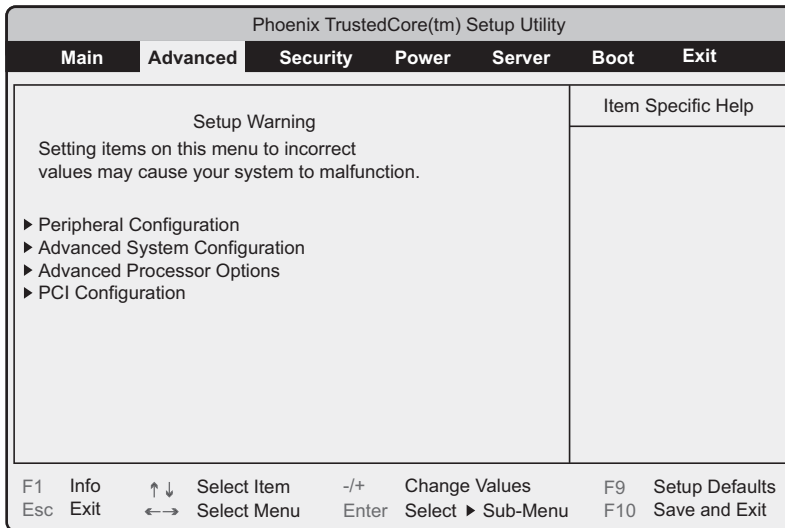 Phoenix TrustedCore(tm) Setup Utility
Main Advanced Security Power Server Boot Exit
Item Specific Help
Setup Warning
Setting items on this menu to incorrect
values may cause your system to malfunction.
▶ Peripheral Configuration
▶ Advanced System Configuration
▶ Advanced Processor Options
▶ PCI Configuration
F1 Info ↑↓ Select Item -/+ Change Values F9 Setup Defaults
Esc Exit ←→ Select Menu Enter Select ▶ Sub-Menu F10 Save and Exit